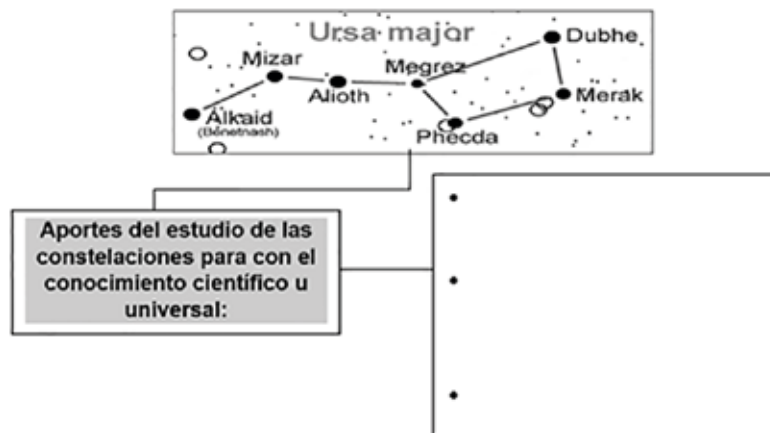 Ursa major
Dubhe
Mizar
Megrez
Alioth
Merak
Alkaid
(Benetnash)
Phecda
Aportes del estudio de las
constelaciones para con el
conocimiento científico u
universal: